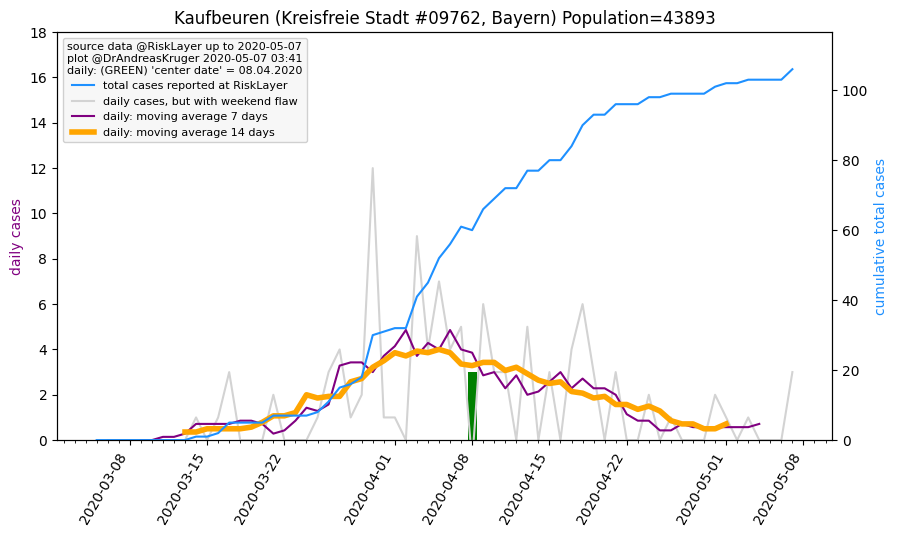 Kaufbeuren (Kreisfreie Stadt #09762, Bayern) Population=43893
source data @RiskLayer up to 2020-05-07
plot @DrAndreasKruger 2020-05-07 03:41
daily: (GREEN) 'center date' = 08.04.2020
total cases reported at RiskLayer
daily cases, but with weekend flaw
daily: moving average 7 days
daily: moving average 14 days
daily cases
18
16
14
12
10
8
6
4
2
0
cumulative total cases
100
80
60
40
20
0
2020-03-08
2020-03-15
2020-03-22
2020-04-01
2020-04-08
2020-04-15
2020-04-22
2020-05-01
2020-05-08